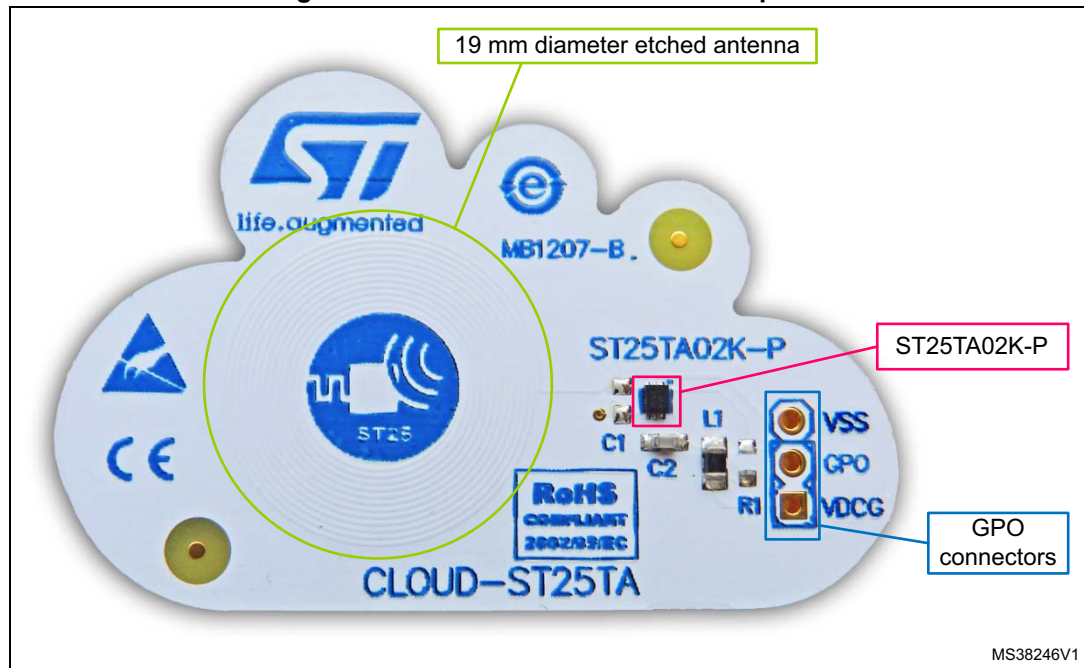 19 mm diameter etched antenna
ST
life.augmented
e
MB1207-B.
ST25TA02K-P
ST25TA02K-P
VSS
L1
C1
GPO
C2
ST25
CE
RoHS
R1
VDCG
COMPLIANT
2002/95/EC
GPO
connectors
CLOUD-ST25TA
MS38246V1